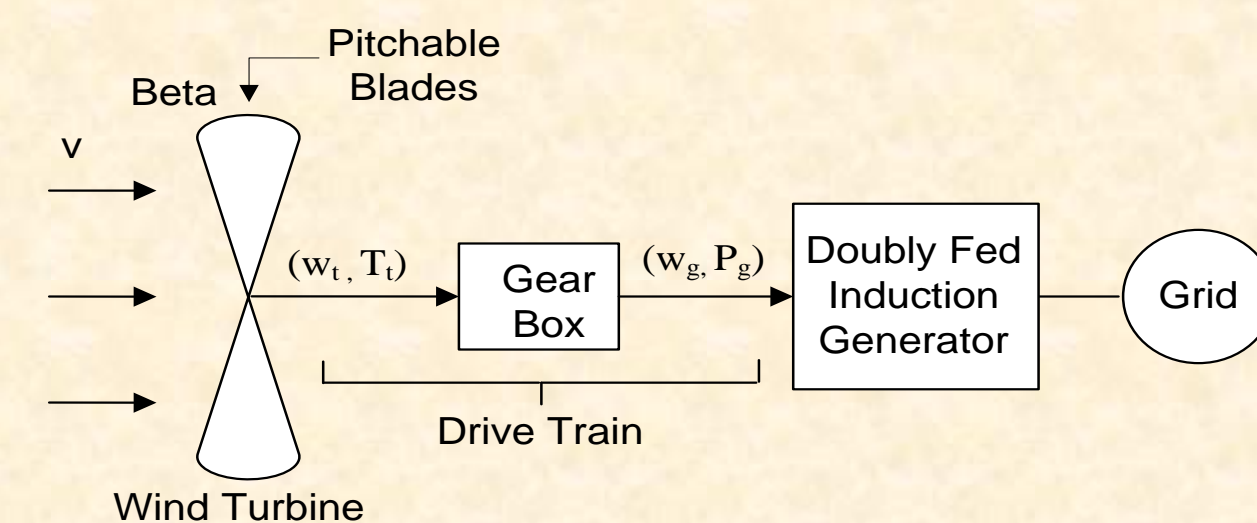 Pitchable
Blades
Beta
v
(w_t , T_t)
Gear
Box
(w_g, P_g)
Doubly Fed
Induction
Generator
Grid
Drive Train
Wind Turbine